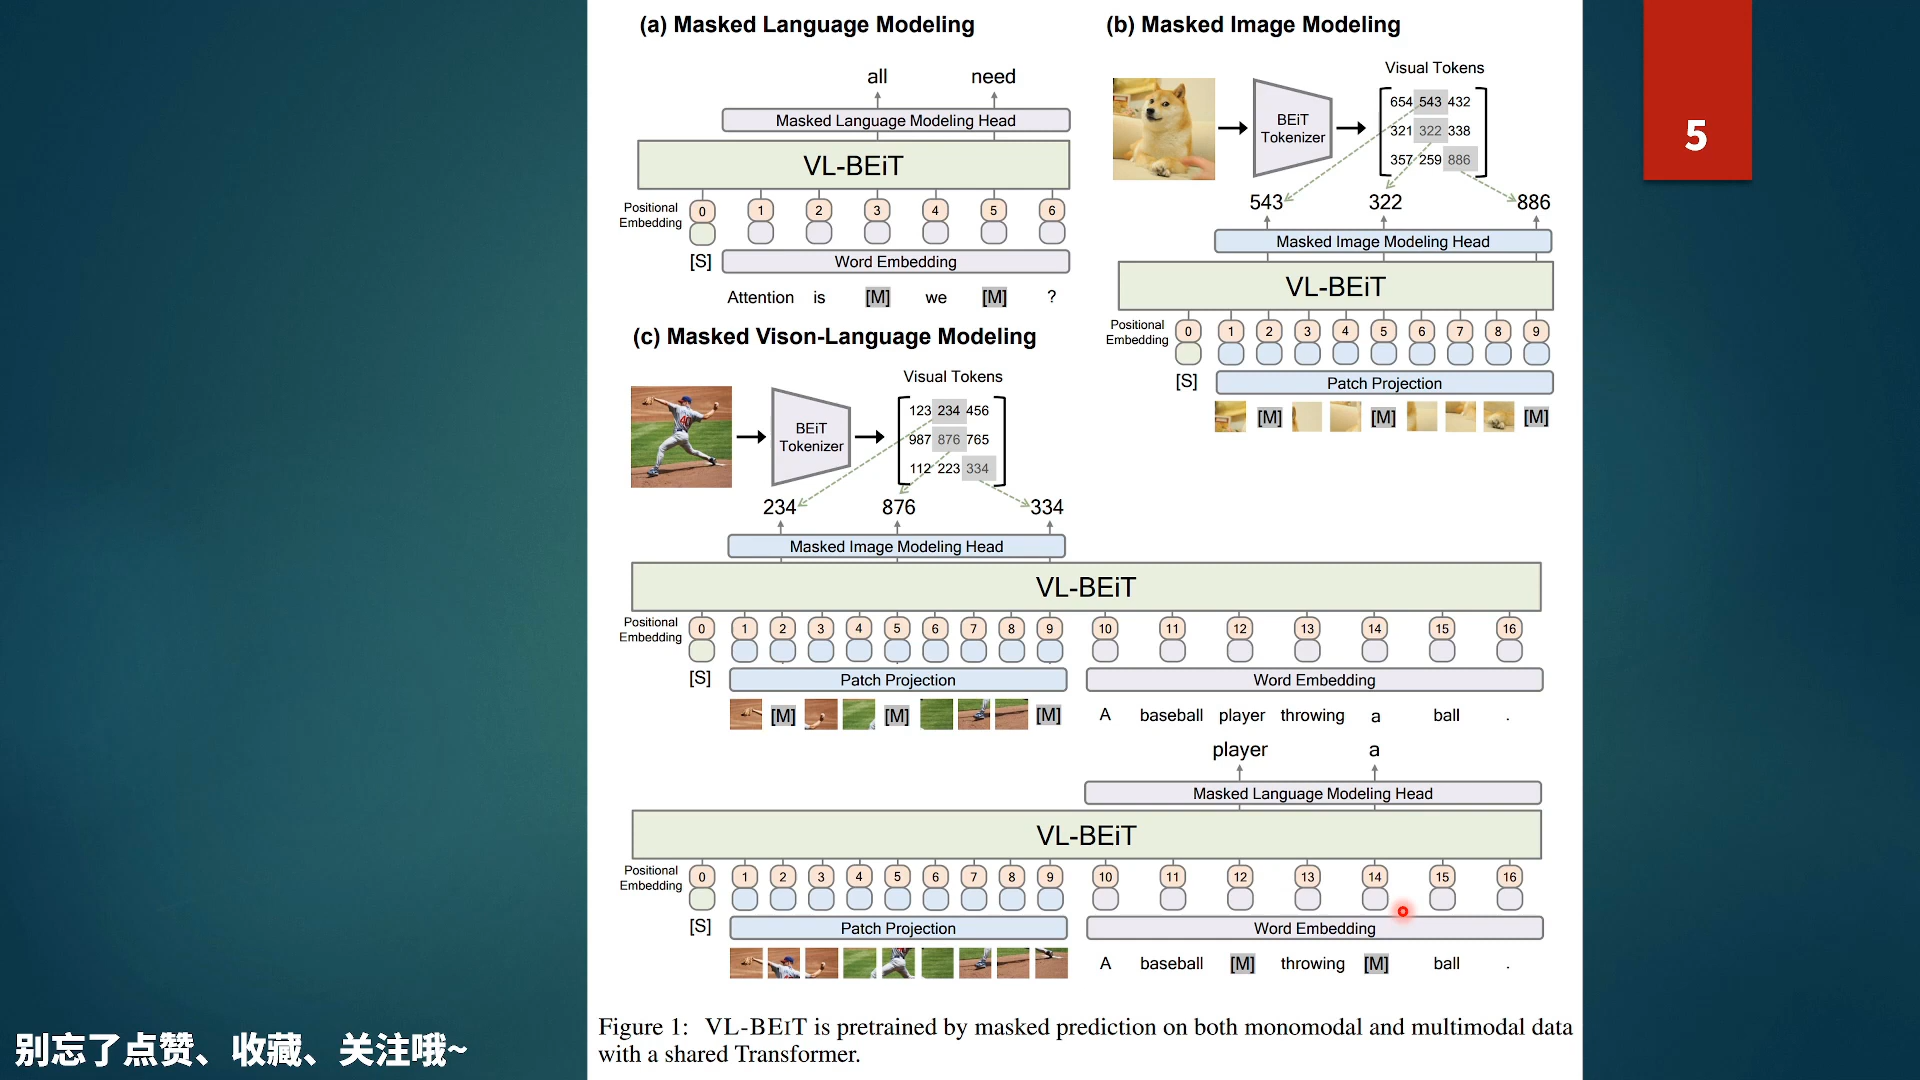 (a) Masked Language Modeling
all need
Masked Language Modeling Head
VL-BEiT
Positional
Embedding
0 1 2 3 4 5 6
[S]
Word Embedding
Attention is [M] we [M] ?
(b) Masked Image Modeling
Visual Tokens
BEiT
Tokenizer
654 543 432
321 322 338
357 259 886
543 322 886
Masked Image Modeling Head
VL-BEiT
Positional
Embedding
0 1 2 3 4 5 6 7 8 9
[S]
Patch Projection
[M] [M] [M]
(c) Masked Vison-Language Modeling
Visual Tokens
BEiT
Tokenizer
123 234 456
987 876 765
112 223 334
234 876 334
Masked Image Modeling Head
VL-BEiT
Positional
Embedding
0 1 2 3 4 5 6 7 8 9 10 11 12 13 14 15 16
[S]
Patch Projection
Word Embedding
[M] [M] [M]
A baseball player throwing a ball .
player a
Masked Language Modeling Head
VL-BEiT
Positional
Embedding
0 1 2 3 4 5 6 7 8 9 10 11 12 13 14 15 16
[S]
Patch Projection
Word Embedding
A baseball [M] throwing [M] ball .
Figure 1: VL-BEIT is pretrained by masked prediction on both monomodal and multimodal data
with a shared Transformer.
5
别忘了点赞、收藏、关注哦~
40